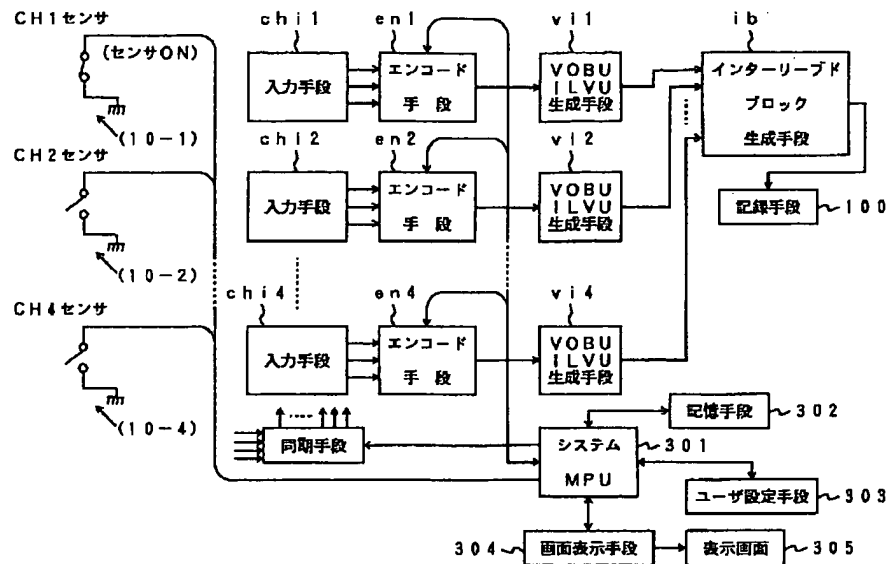 CH1センサ
(センサON)
(10-1)
CH2センサ
(10-2)
CH4センサ
(10-4)
chi1
入力手段
en1
エンコード
手段
vi1
VOBU
ILVU
生成手段
ib
インターリーブド
ブロック
生成手段
chi2
入力手段
en2
エンコード
手段
vi2
VOBU
ILVU
生成手段
記録手段
100
chi4
入力手段
en4
エンコード
手段
vi4
VOBU
ILVU
生成手段
同期手段
システム
MPU
301
記憶手段
302
ユーザ設定手段
303
304
画面表示手段
表示画面
305